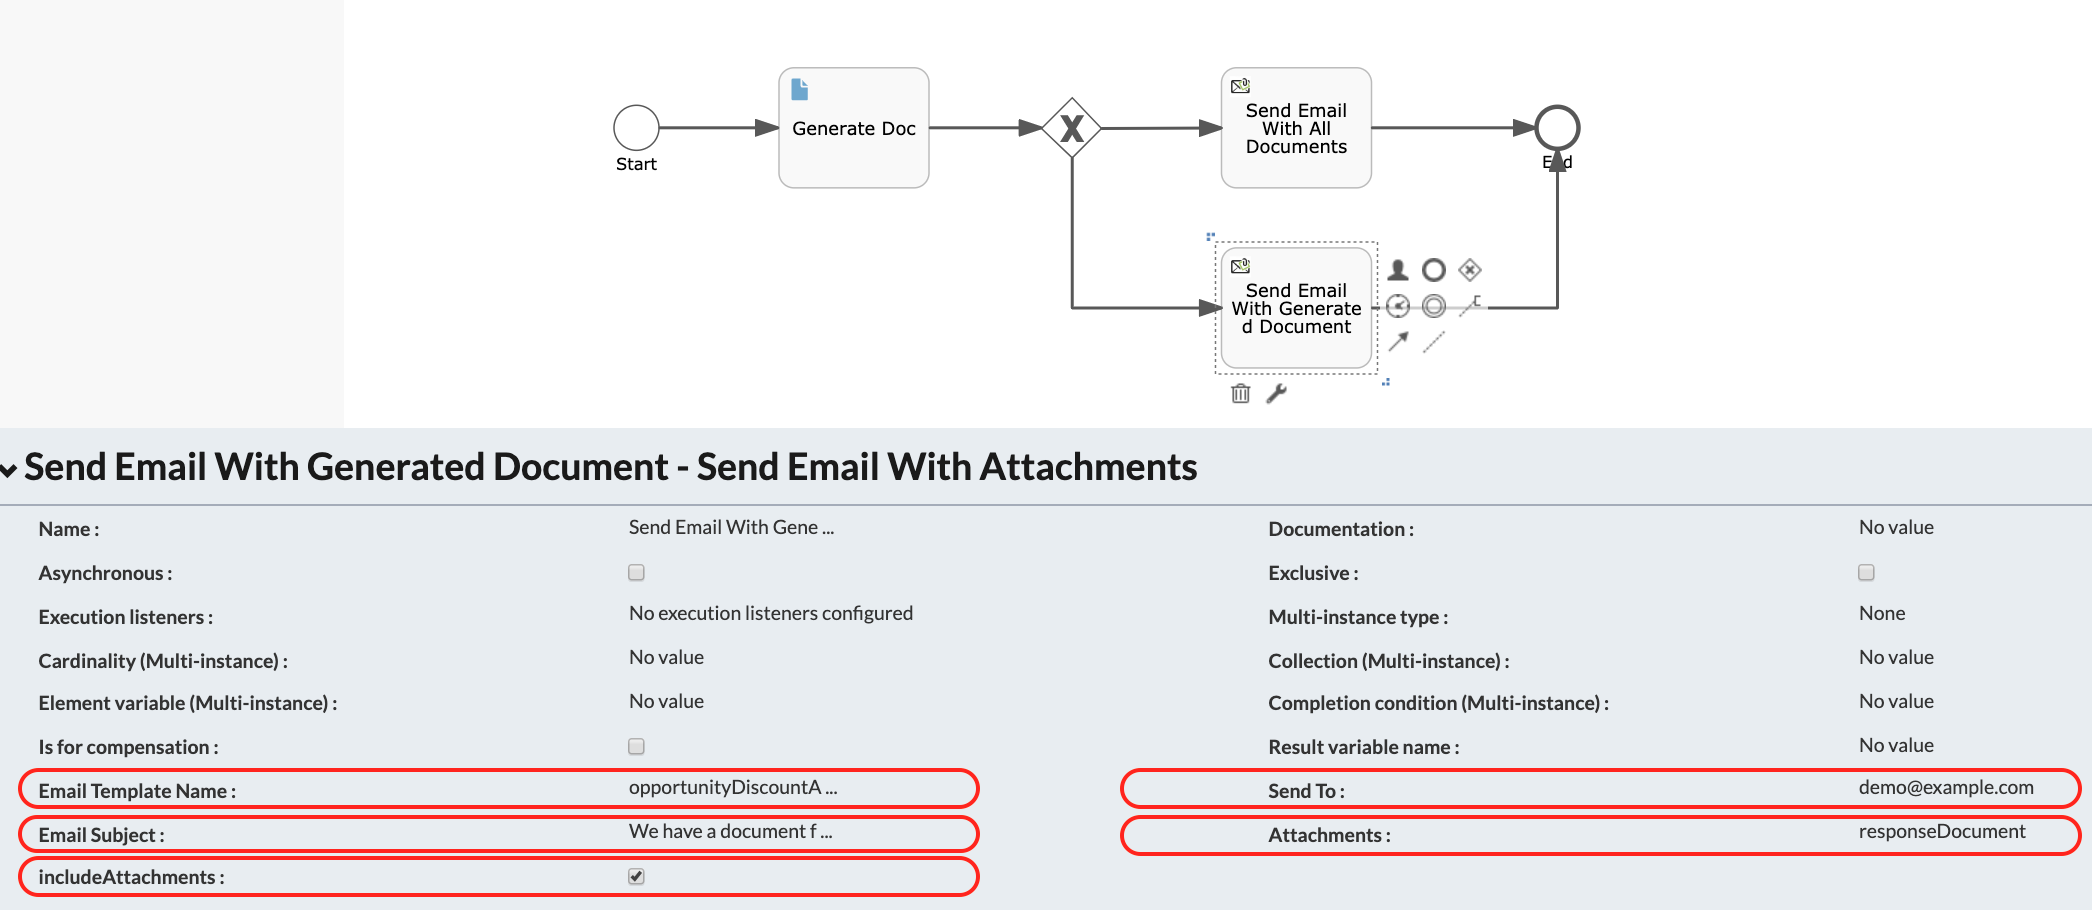 Start
Generate Doc
X
Send Email
With All
Documents
End
Send Email
With Generate
d Document
Send Email With Generated Document - Send Email With Attachments
Name :
Send Email With Gene ...
Documentation :
No value
Asynchronous :
Exclusive :
Execution listeners :
No execution listeners configured
Multi-instance type :
None
Cardinality (Multi-instance) :
No value
Collection (Multi-instance) :
No value
Element variable (Multi-instance) :
No value
Completion condition (Multi-instance) :
No value
Is for compensation :
Result variable name :
No value
Email Template Name :
opportunityDiscountA ...
Send To :
demo@example.com
Email Subject :
We have a document f ...
Attachments :
responseDocument
includeAttachments :